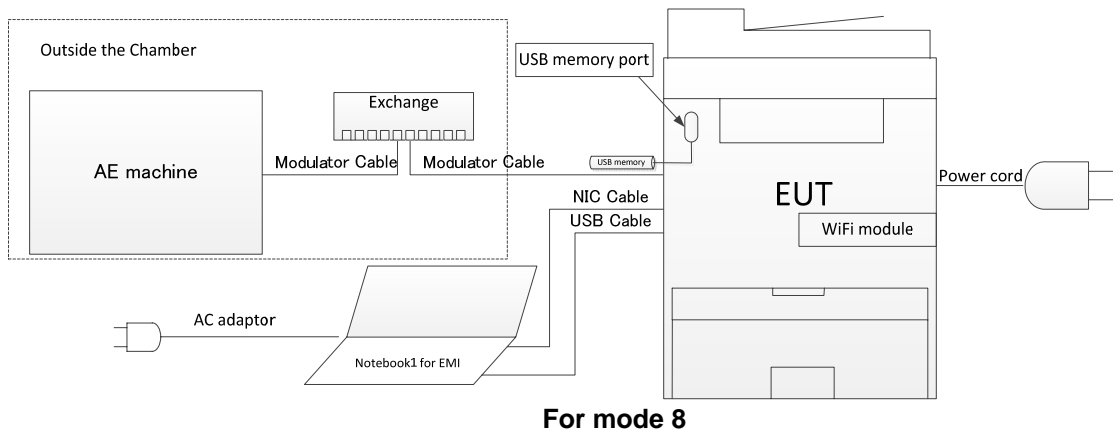 Outside the Chamber
USB memory port
Exchange
AE machine
Modulator Cable
Modulator Cable
USB memory
EUT
Power cord
NIC Cable
USB Cable
WiFi module
AC adaptor
Notebook1 for EMI
For mode 8